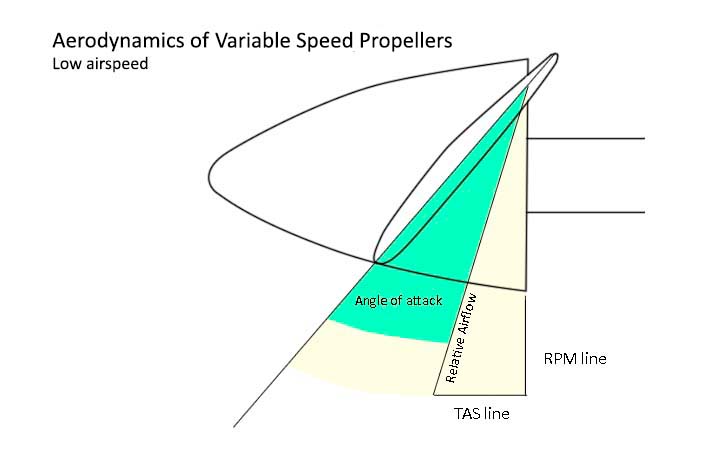 Aerodynamics of Variable Speed Propellers
Low airspeed
Angle of attack
Relative Airflow
RPM line
TAS line